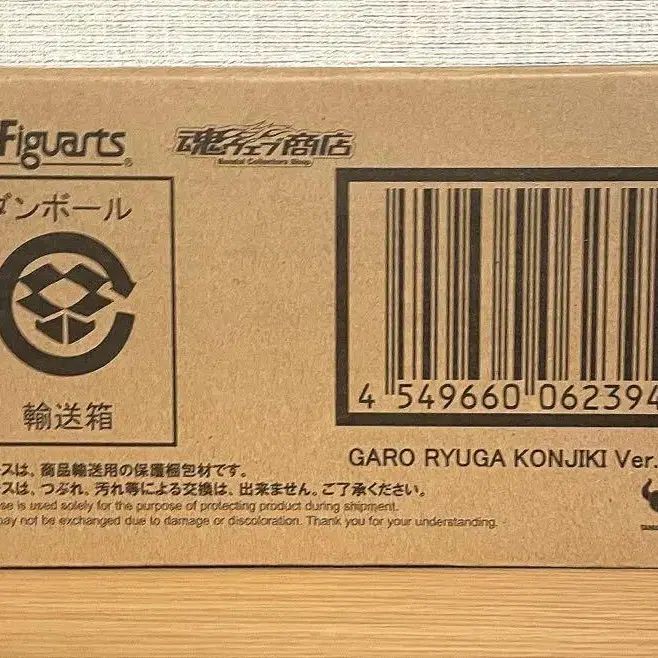 Figuarts
魂ウェブ商店
Bandai Collectors Shop
ダンボール
輸送箱
4 549660 062394
GARO RYUGA KONJIKI Ver.
スは、商品輸送用の保護梱包材です。
スは、つぶれ、汚れ等による交換は、出来ません。ご了承ください。
se is used solely for the purpose of protecting product during shipment.
may not be exchanged due to damage or discoloration. Thank you for your understanding.